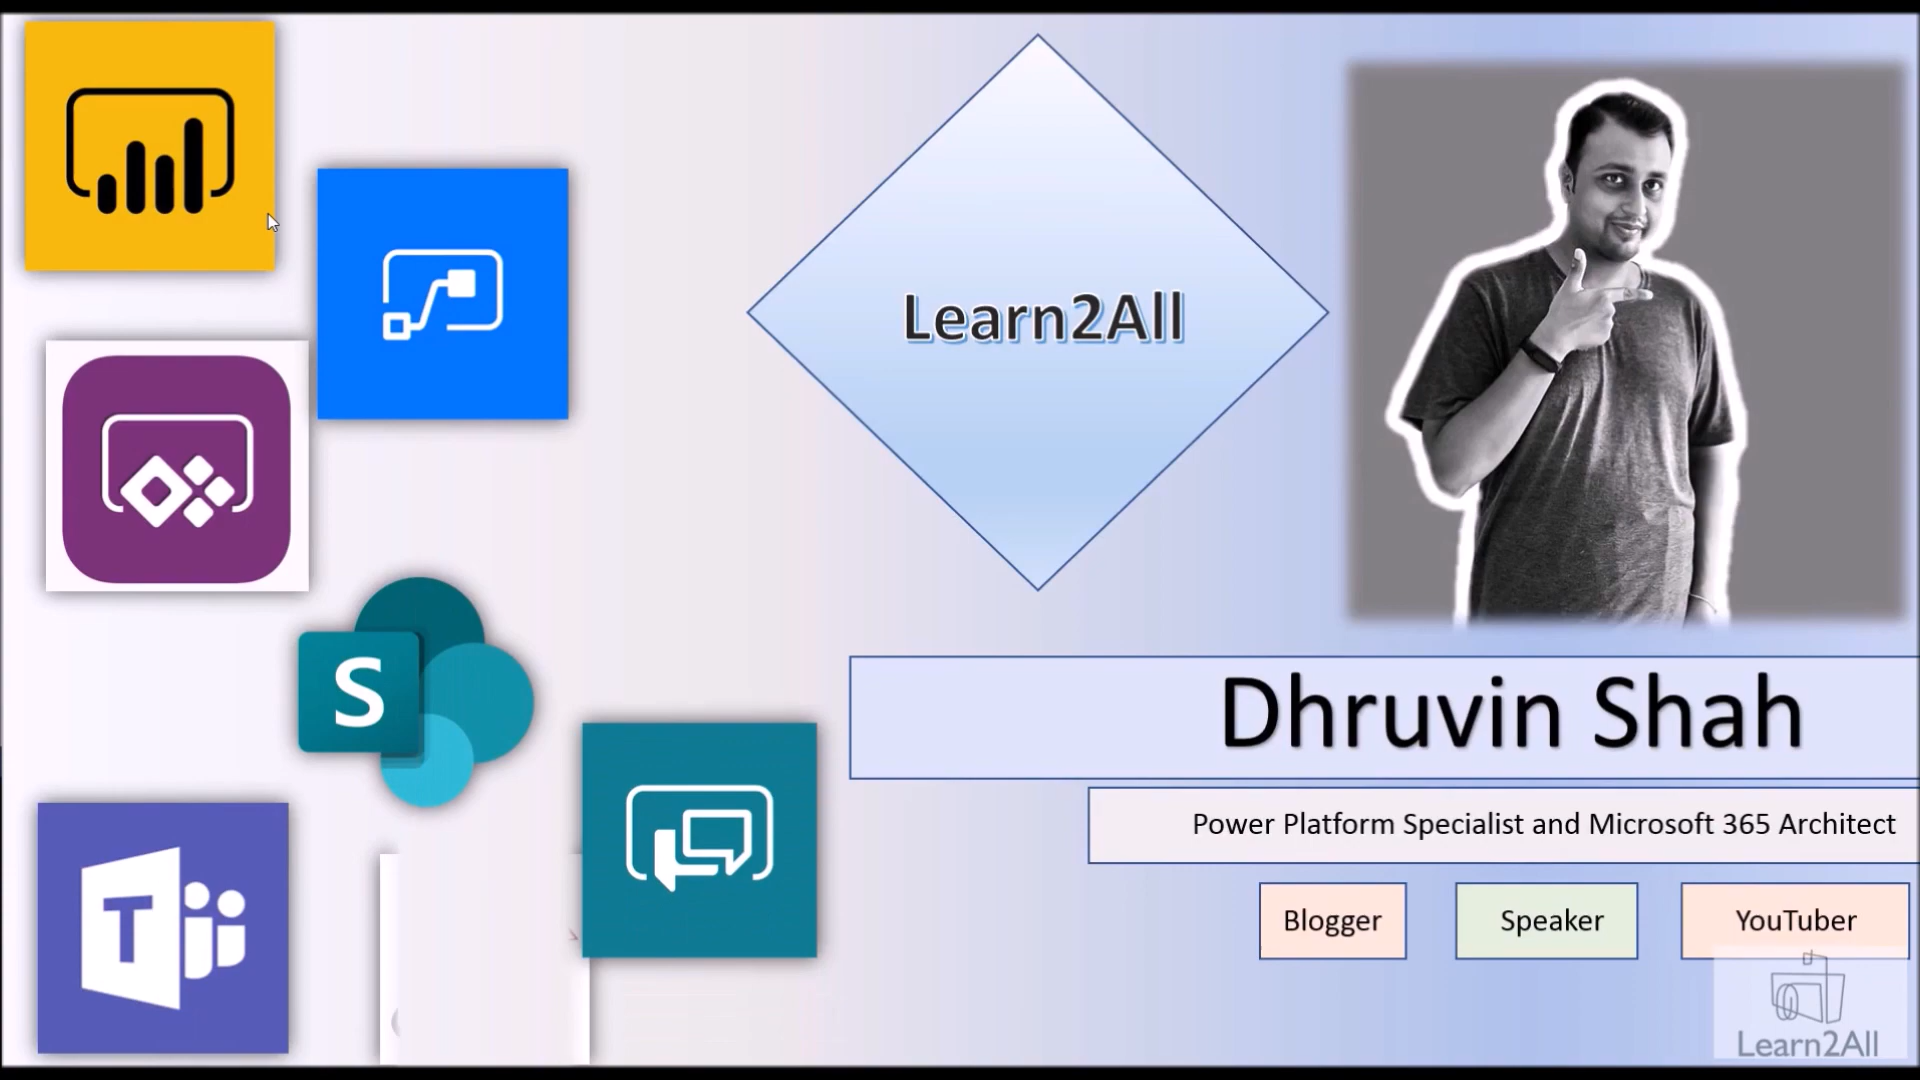 Learn2All
S
T
Dhruvin Shah
Power Platform Specialist and Microsoft 365 Architect
Blogger
Speaker
YouTuber
Learn2All